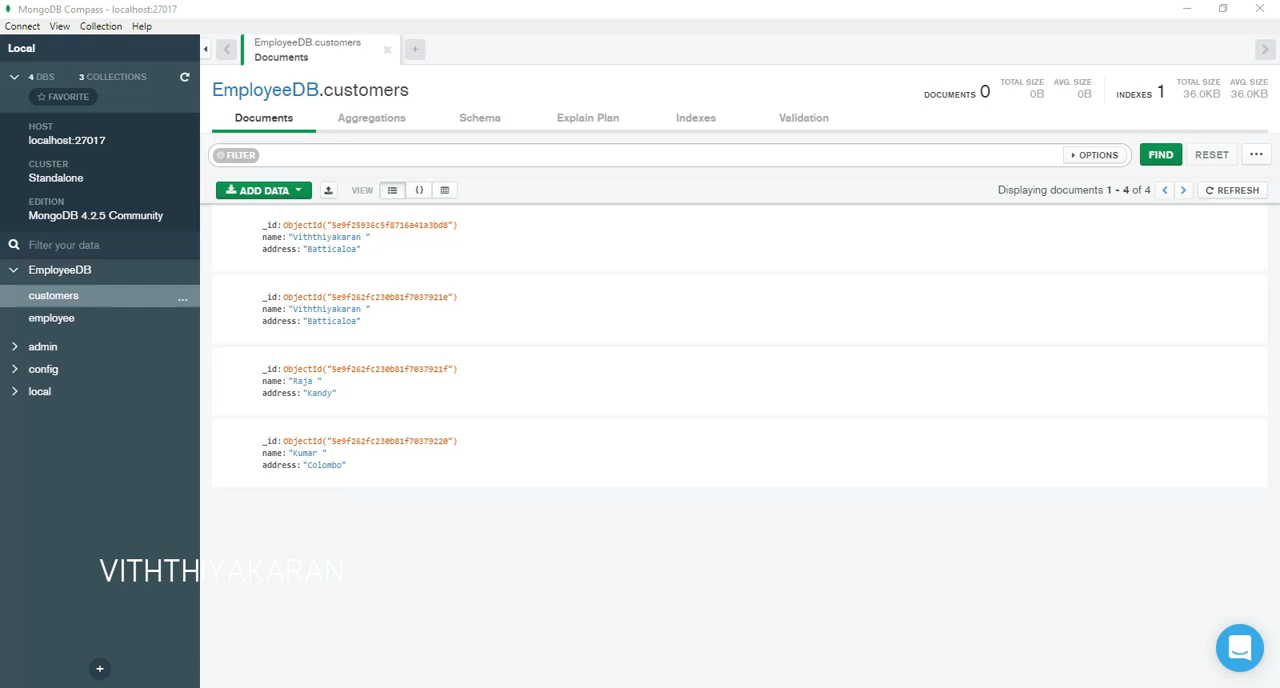 MongoDB Compass - localhost:27017
Connect View Collection Help
Local
4 DBS 3 COLLECTIONS
FAVORITE
HOST
localhost:27017
CLUSTER
Standalone
EDITION
MongoDB 4.2.5 Community
Filter your data
EmployeeDB
customers ...
employee
admin
config
local
EmployeeDB.customers
Documents
EmployeeDB.customers
DOCUMENTS 0
TOTAL SIZE AVG. SIZE
0B 0B
INDEXES 1
TOTAL SIZE AVG. SIZE
36.0KB 36.0KB
Documents Aggregations Schema Explain Plan Indexes Validation
FILTER OPTIONS FIND RESET ...
ADD DATA VIEW {} Displaying documents 1 - 4 of 4 < > REFRESH
_id: ObjectId("5e9f25936c5f8716a41a3bd8")
name: "Viththiyakaran "
address: "Batticaloa"
_id: ObjectId("5e9f262fc230b81f7037921e")
name: "Viththiyakaran "
address: "Batticaloa"
_id: ObjectId("5e9f262fc230b81f7037921f")
name: "Raja "
address: "Kandy"
_id: ObjectId("5e9f262fc230b81f70379220")
name: "Kumar "
address: "Colombo"
VITHTHIYAKARAN